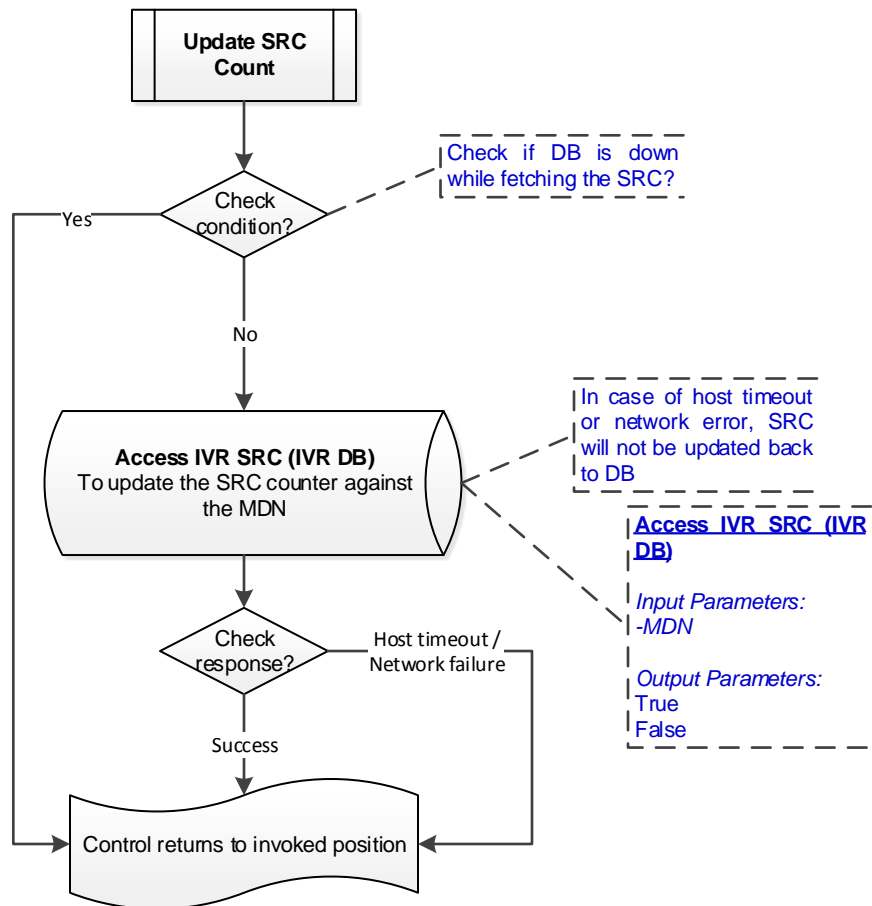 Update SRC
Count
Check if DB is down
while fetching the SRC?
Check
condition?
Yes
No
In case of host timeout
or network error, SRC
will not be updated back
to DB
Access IVR SRC (IVR DB)
To update the SRC counter against
the MDN
Access IVR SRC (IVR
DB)
Input Parameters:
-MDN
Output Parameters:
True
False
Check
response?
Host timeout /
Network failure
Success
Control returns to invoked position